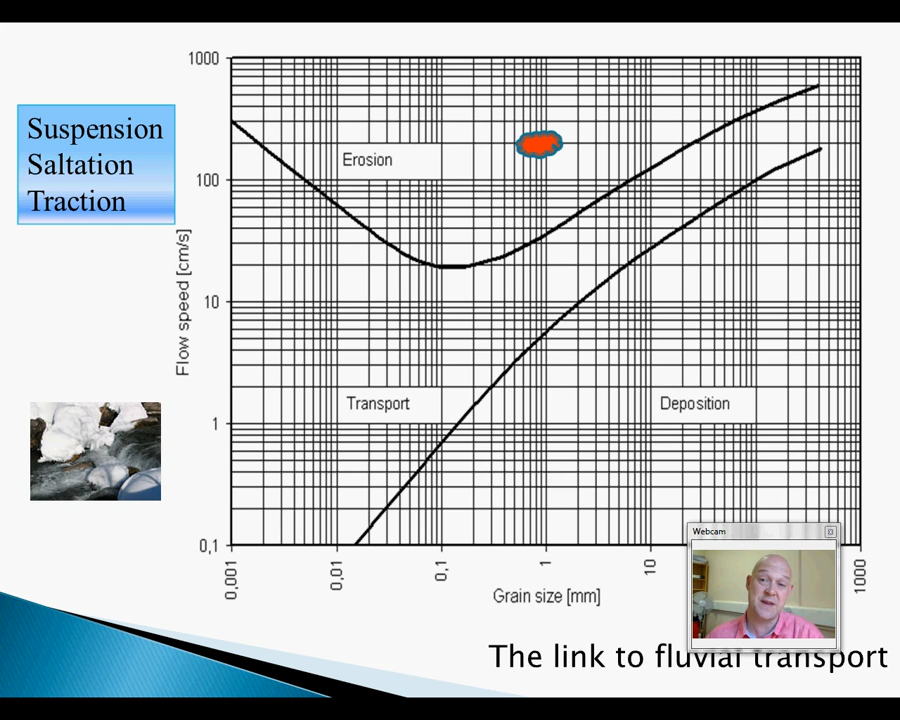 Suspension
Saltation
Traction
1000
100
10
1
0,1
Flow speed [cm/s]
Erosion
Transport
Deposition
0,001
0,01
0,1
1
10
1000
Grain size [mm]
Webcam
The link to fluvial transport